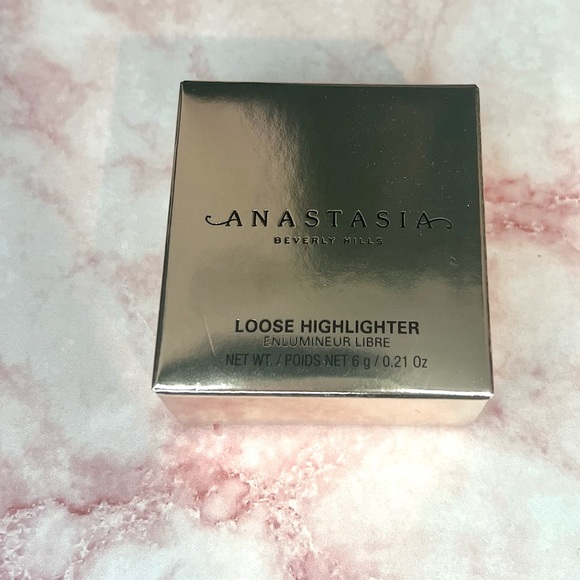 ANASTASIA
BEVERLY HILLS
LOOSE HIGHLIGHTER
ENLUMINEUR LIBRE
NET WT. / POIDS NET 6 g / 0.21 Oz